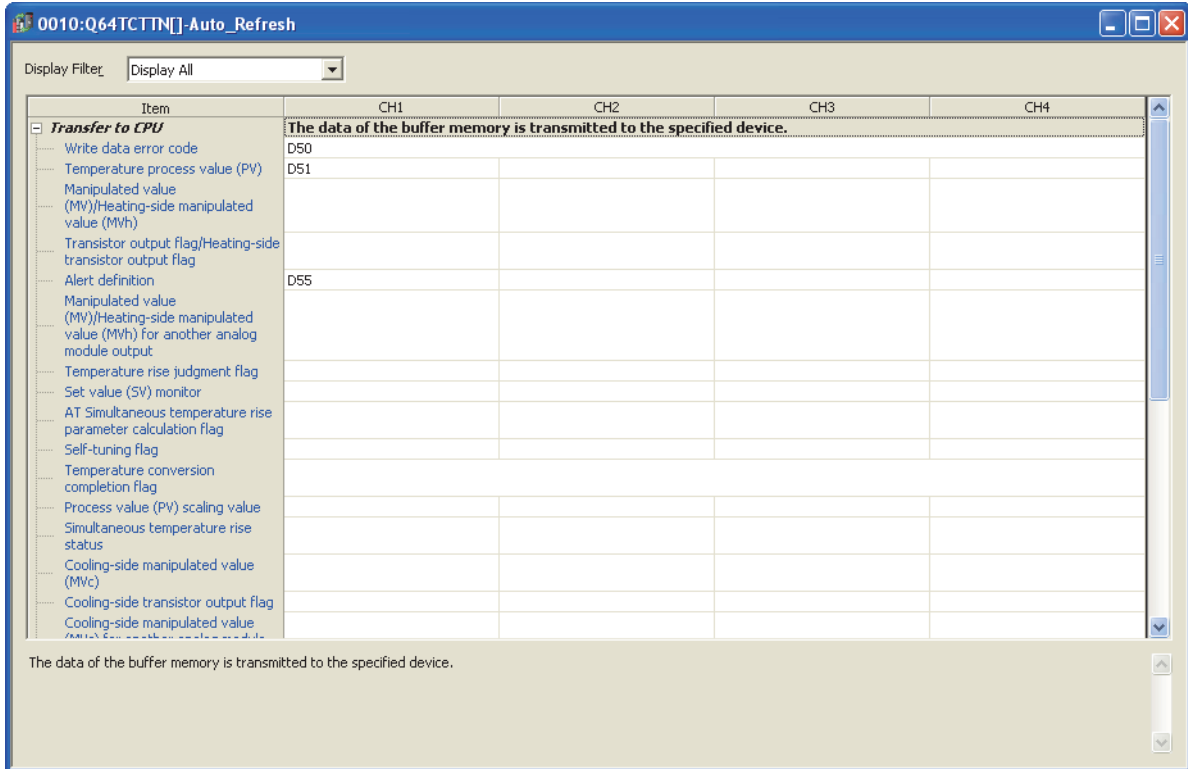 0010:Q64TCTTN[]-Auto_Refresh
Display Filter Display All
Item CH1 CH2 CH3 CH4
Transfer to CPU The data of the buffer memory is transmitted to the specified device.
Write data error code D50
Temperature process value (PV) D51
Manipulated value
(MV)/Heating-side manipulated
value (MVh)
Transistor output flag/Heating-side
transistor output flag
Alert definition D55
Manipulated value
(MV)/Heating-side manipulated
value (MVh) for another analog
module output
Temperature rise judgment flag
Set value (SV) monitor
AT Simultaneous temperature rise
parameter calculation flag
Self-tuning flag
Temperature conversion
completion flag
Process value (PV) scaling value
Simultaneous temperature rise
status
Cooling-side manipulated value
(MVc)
Cooling-side transistor output flag
Cooling-side manipulated value
(MVc) for another analog module
The data of the buffer memory is transmitted to the specified device.